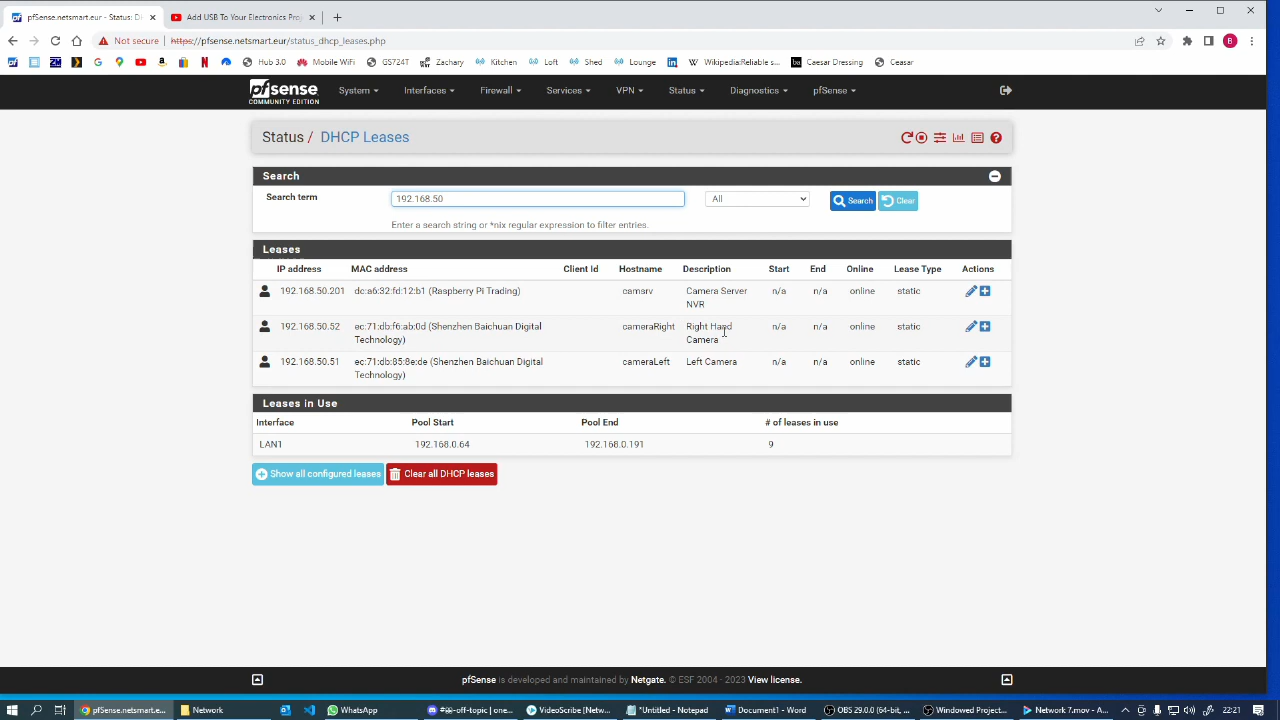 pfSense.netsmart.eur - Status: D
Add USB To Your Electronics Proj
Not secure
https://pfsense.netsmart.eur/status_dhcp_leases.php
B
Hub 3.0
Mobile WiFi
GS724T
Zachary
Kitchen
Loft
Shed
Lounge
Wikipedia:Reliable s...
Caesar Dressing
Ceasar
pfsense
COMMUNITY EDITION
System
Interfaces
Firewall
Services
VPN
Status
Diagnostics
pfSense
Status / DHCP Leases
Search
Search term
192.168.50
All
Search
Clear
Enter a search string or *nix regular expression to filter entries.
Leases
IP address MAC address Client Id Hostname Description Start End Online Lease Type Actions
192.168.50.201 dc:a6:32:fd:12:b1 (Raspberry Pi Trading) camsrv Camera Server n/a n/a online static
NVR
192.168.50.52 ec:71:db:f6:ab:0d (Shenzhen Baichuan Digital cameraRight Right Hand n/a n/a online static
Technology) Camera
192.168.50.51 ec:71:db:85:8e:de (Shenzhen Baichuan Digital cameraLeft Left Camera n/a n/a online static
Technology)
Leases in Use
Interface Pool Start Pool End # of leases in use
LAN1 192.168.0.64 192.168.0.191 9
Show all configured leases
Clear all DHCP leases
pfSense is developed and maintained by Netgate. © ESF 2004 - 2023 View license.
pfSense.netsmart.e...
Network
WhatsApp
VideoScribe [Netw...
*Untitled - Notepad
Document1 - Word
OBS 29.0.0 (64-bit, ...
Windowed Project...
Network 7.mov - A...
22:21